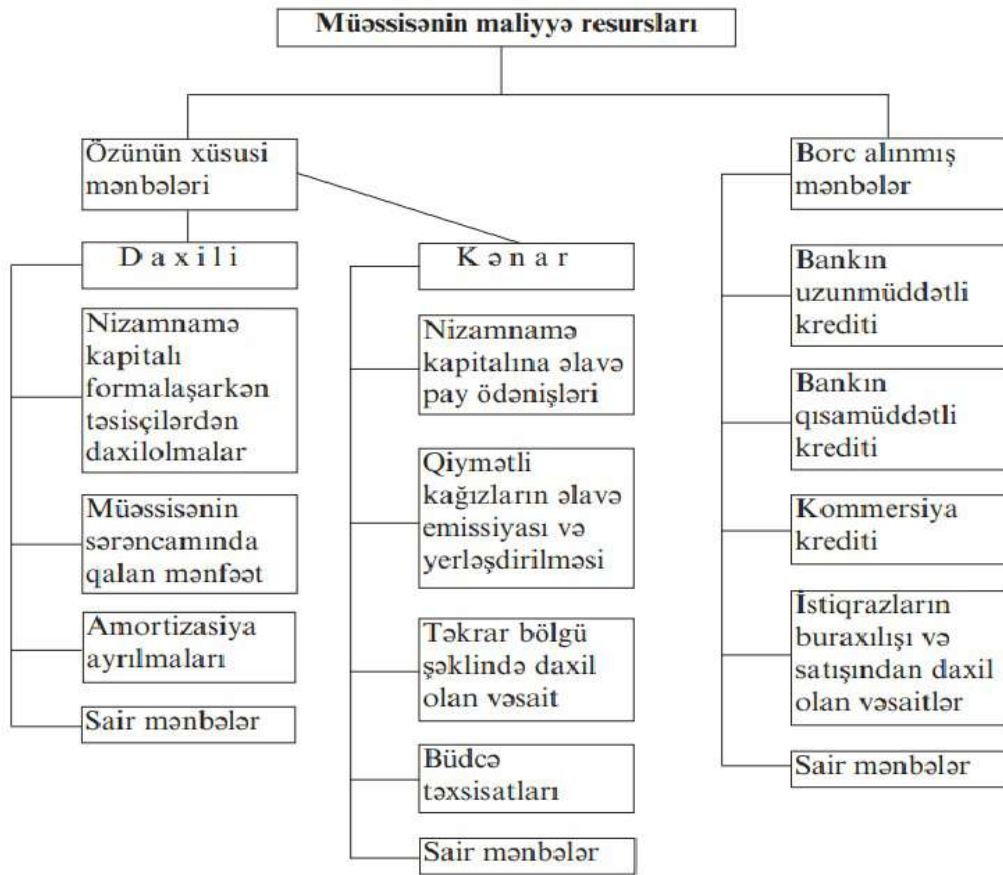 Müəssisənin maliyyə resursları
Özünün xüsusi
mənbələri
Daxili
Nizamnamə
kapitalı
formalaşarkən
təsisçilərdən
daxilolmalar
Müəssisənin
sərəncamında
qalan mənfəət
Amortizasiya
ayrılmaları
Sair mənbələr
Kənar
Nizamnamə
kapitalına əlavə
pay ödənişləri
Qiymətli
kağızların əlavə
emissiyası və
yerləşdirilməsi
Təkrar bölgü
şəklində daxil
olan vəsait
Büdcə
təxsisatları
Sair mənbələr
Borc alınmış
mənbələr
Bankın
uzunmüddətli
krediti
Bankın
qısamüddətli
krediti
Kommersiya
krediti
İstiqrazların
buraxılışı və
satışından daxil
olan vəsaitlər
Sair mənbələr